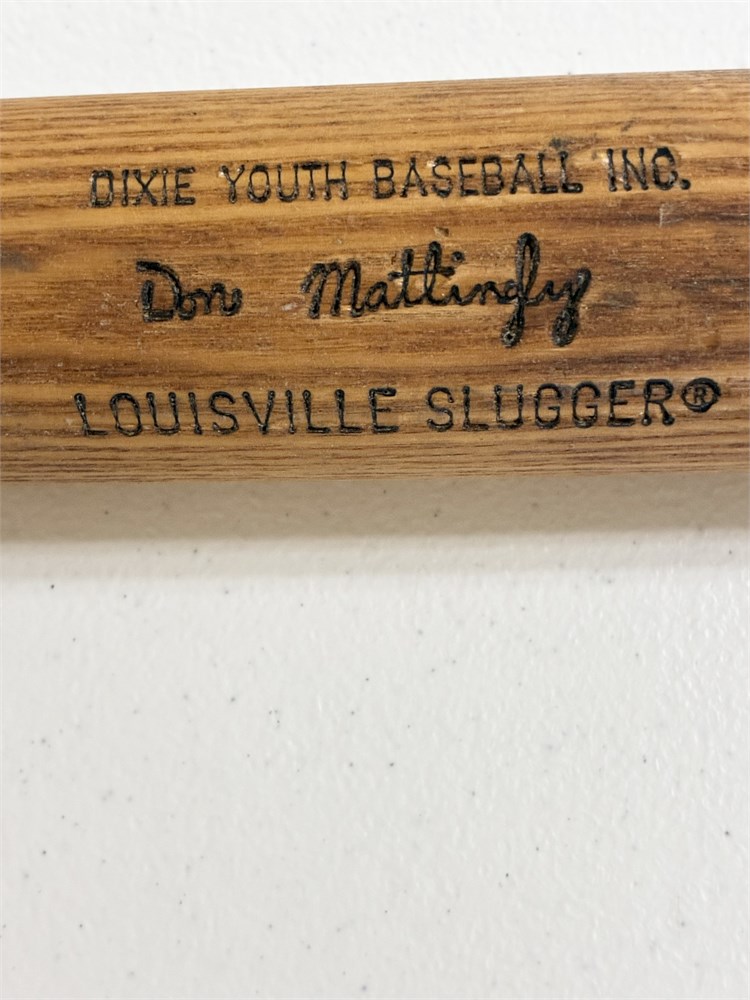 DIXIE YOUTH BASEBALL INC.
Don Mattingly
LOUISVILLE SLUGGER®